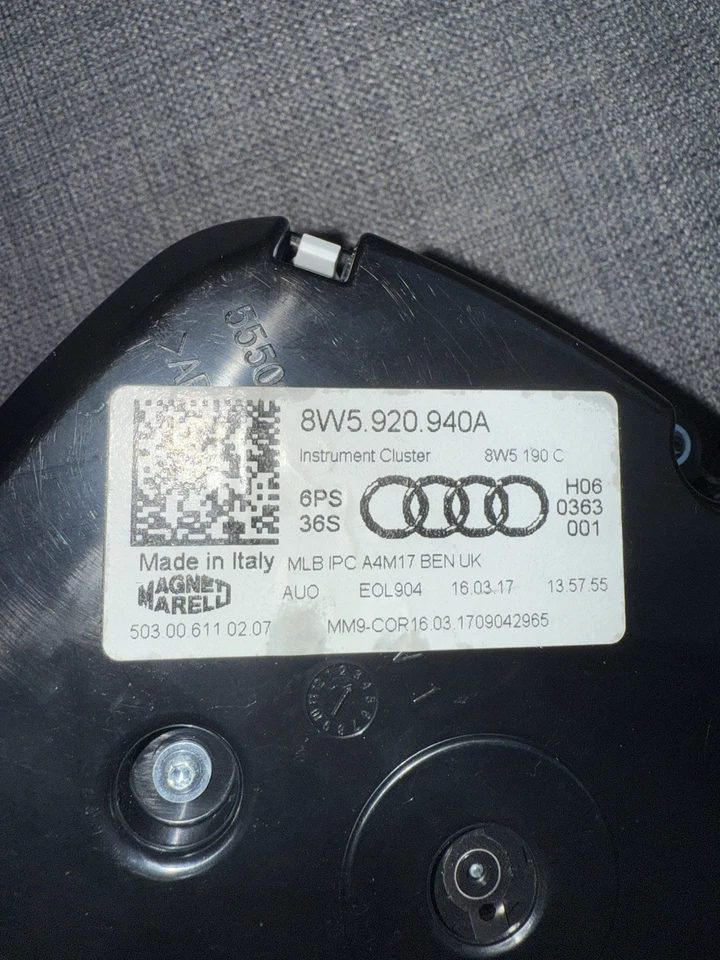 5550
>AB
8W5.920.940A
Instrument Cluster 8W5 190 C
6PS
36S
H06
0363
001
Made in Italy MLB IPC A4M17 BEN UK
MAGNETI
MARELLI
AUO EOL904 16.03.17 13.57.55
503.00.611 02.07 MM9-COR16.03.1709042965